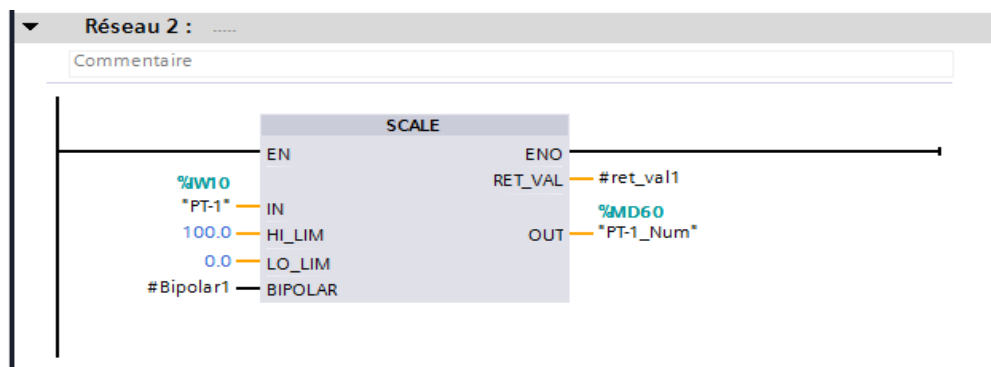 Réseau 2 : .....
Commentaire
SCALE
EN ENO
%IW10 RET_VAL #ret_val1
"PT-1" IN %MD60
100.0 HI_LIM OUT "PT-1_Num"
0.0 LO_LIM
#Bipolar1 BIPOLAR